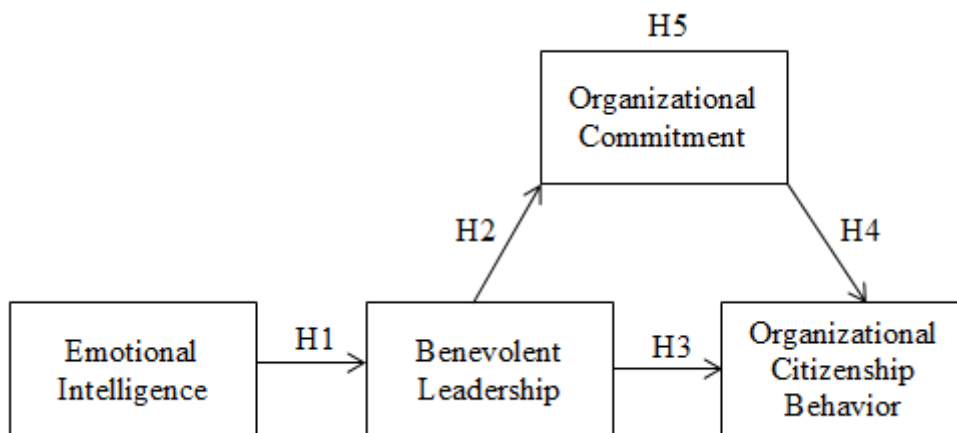 H5
Organizational
Commitment
H2
H4
Emotional
Intelligence
H1
Benevolent
Leadership
H3
Organizational
Citizenship
Behavior